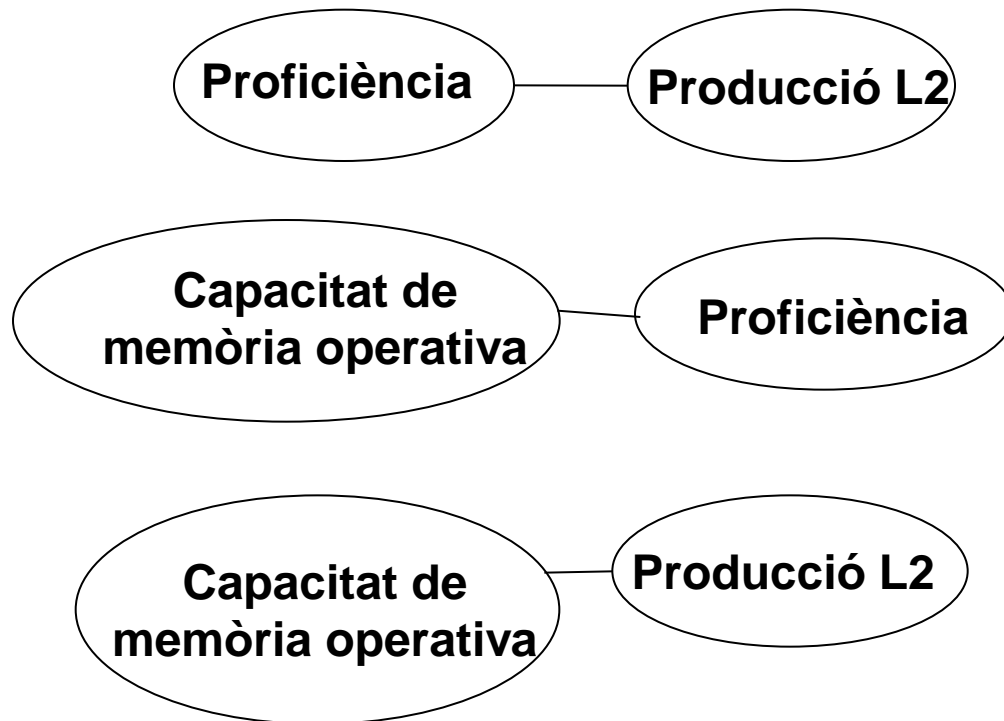 Proficiència
Producció L2
Capacitat de
memòria operativa
Proficiència
Capacitat de
memòria operativa
Producció L2